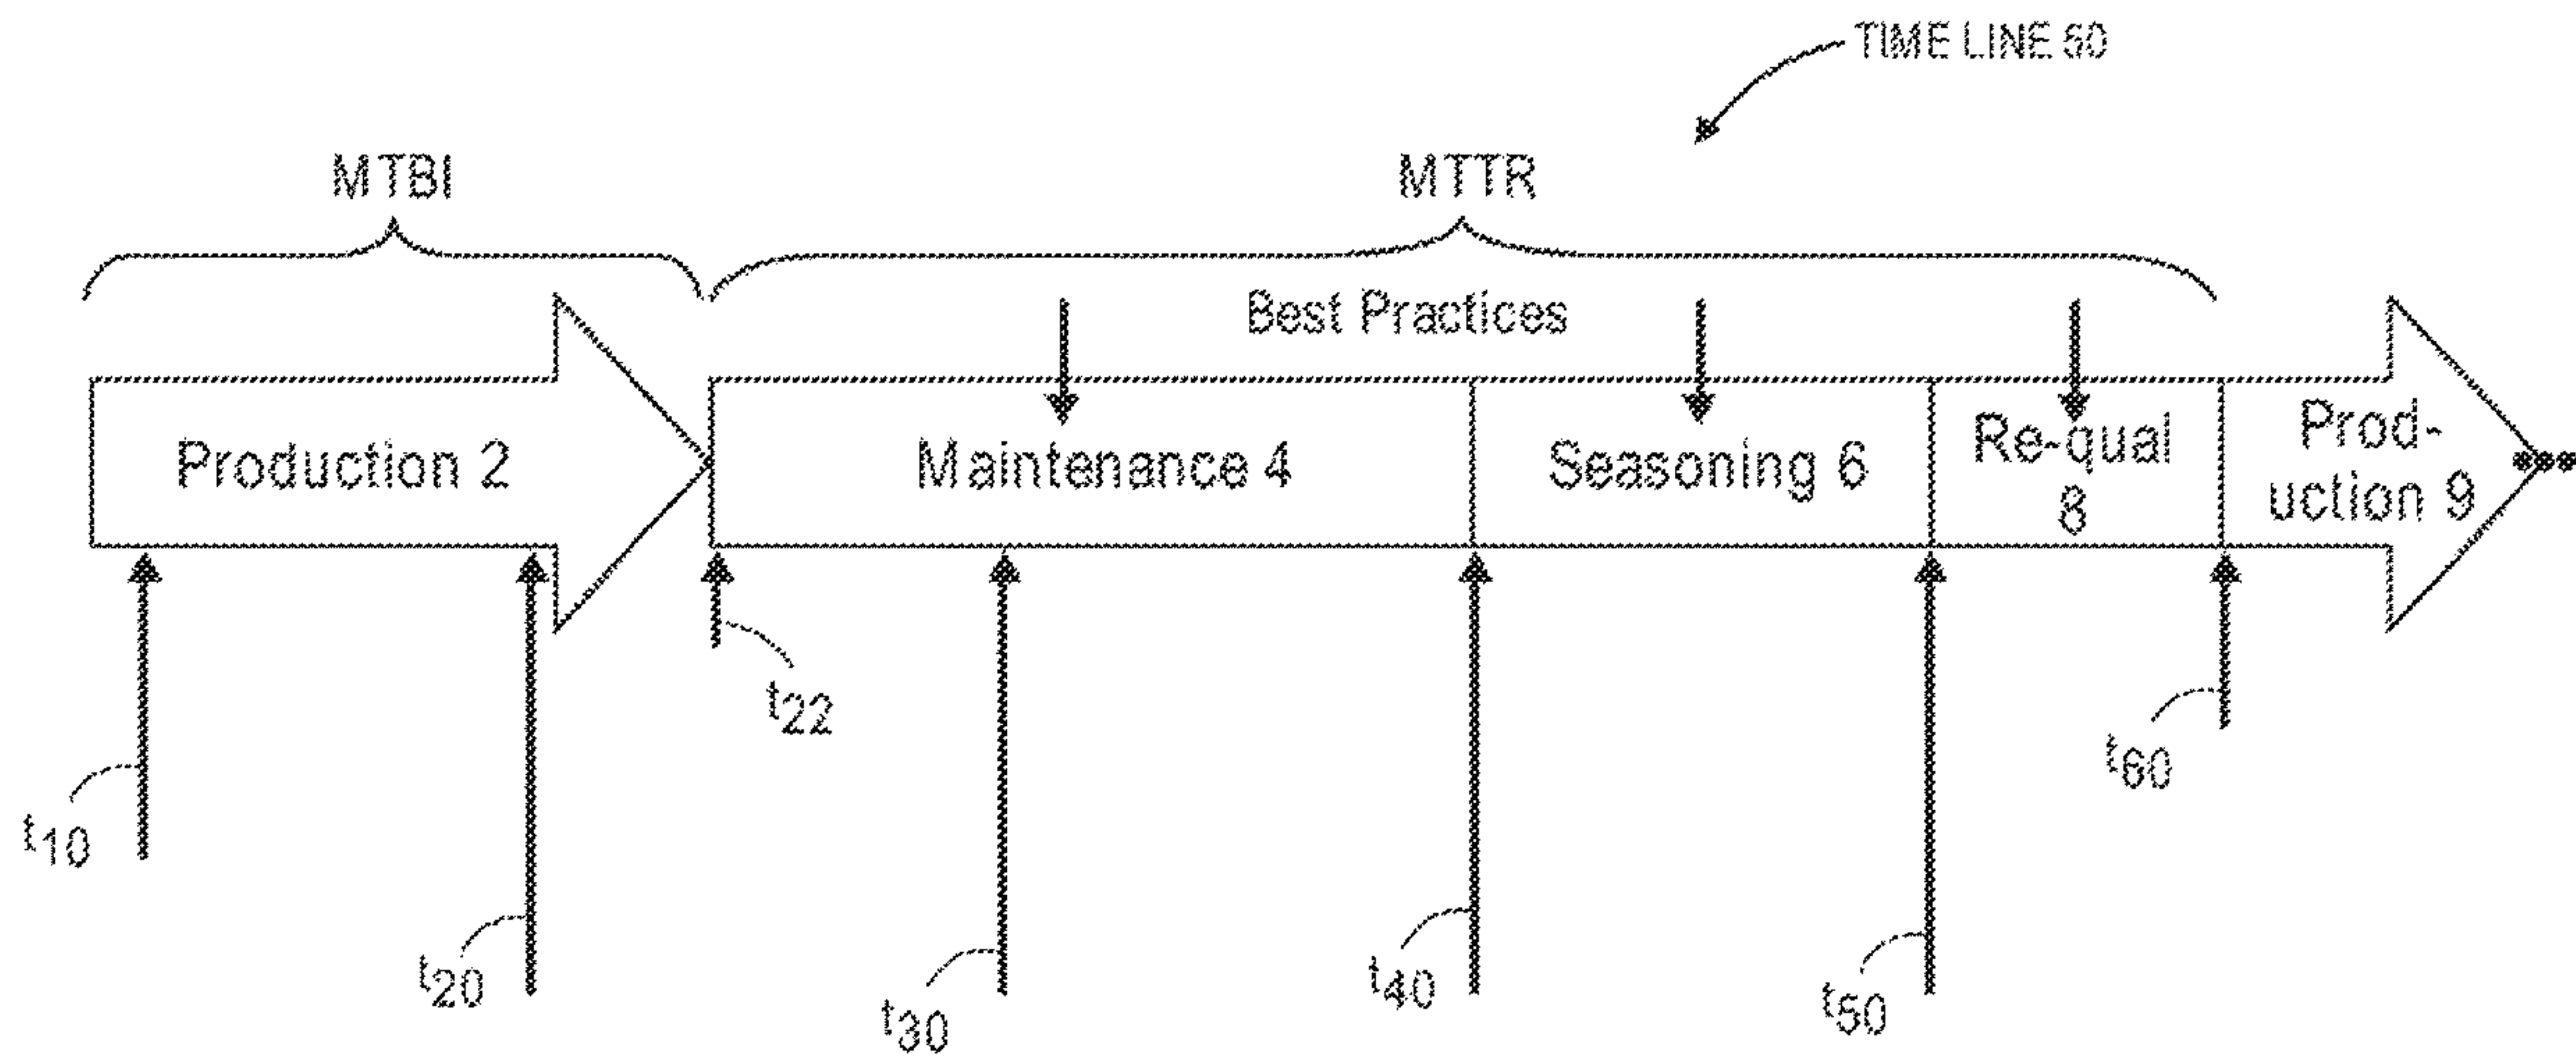 TIME LINE 60
MTBI
MTTR
Best Practices
Production 2
Maintenance 4
Seasoning 6
Re-qual
8
Prod-
uction 9
t22
t60
t10
t20
t30
t40
t50